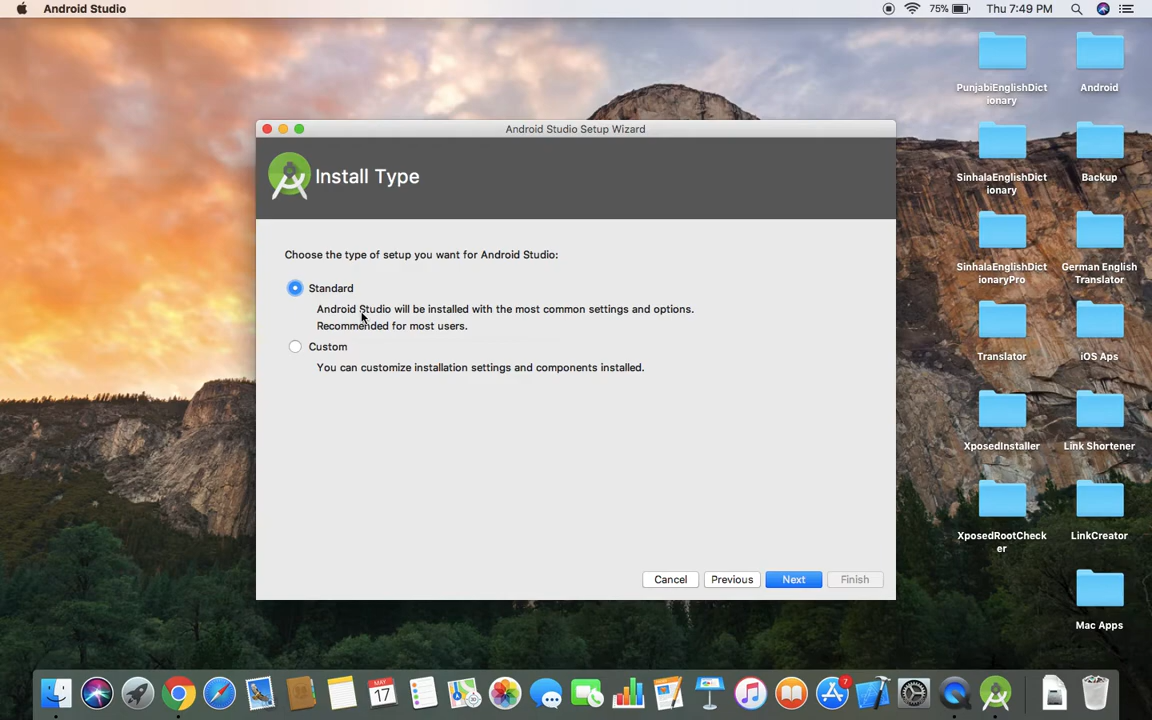 Android Studio
75%
Thu 7:49 PM
PunjabiEnglishDict
ionary
Android
SinhalaEnglishDict
ionary
Backup
SinhalaEnglishDict
ionaryPro
German English
Translator
Translator
iOS Aps
XposedInstaller
Link Shortener
XposedRootCheck
er
LinkCreator
Mac Apps
Android Studio Setup Wizard
Install Type
Choose the type of setup you want for Android Studio:
Standard
Android Studio will be installed with the most common settings and options.
Recommended for most users.
Custom
You can customize installation settings and components installed.
Cancel
Previous
Next
Finish
MAY
17
7